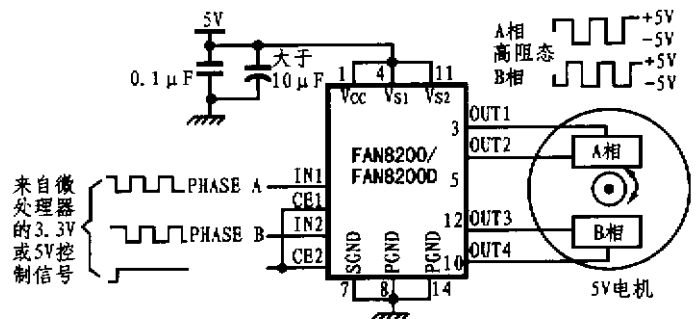 5V
0.1μF
大于
10μF
A相
高阻态
B相
+5V
-5V
+5V
-5V
1
4
11
VCC
VS1
VS2
FAN8200/
FAN8200D
3
OUT1
OUT2
5
12
OUT3
OUT4
10
A相
B相
5V电机
来自微
处理器
的3.3V
或5V控
制信号
PHASE A
IN1
CE1
PHASE B
IN2
CE2
SGND
PGND
PGND
7
8
14